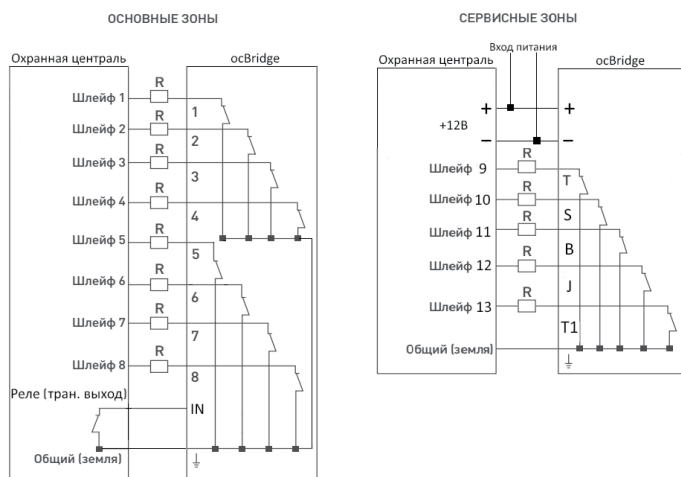 ОСНОВНЫЕ ЗОНЫ
Охранная централь
ocBridge
Шлейф 1
R
1
Шлейф 2
R
2
Шлейф 3
R
3
Шлейф 4
R
4
Шлейф 5
R
5
Шлейф 6
R
6
Шлейф 7
R
7
Шлейф 8
R
8
Реле (тран. выход)
IN
Общий (земля)
СЕРВИСНЫЕ ЗОНЫ
Вход питания
Охранная централь
ocBridge
+ +
+12В
− −
Шлейф 9
R
T
Шлейф 10
R
S
Шлейф 11
R
B
Шлейф 12
R
J
Шлейф 13
R
T1
Общий (земля)